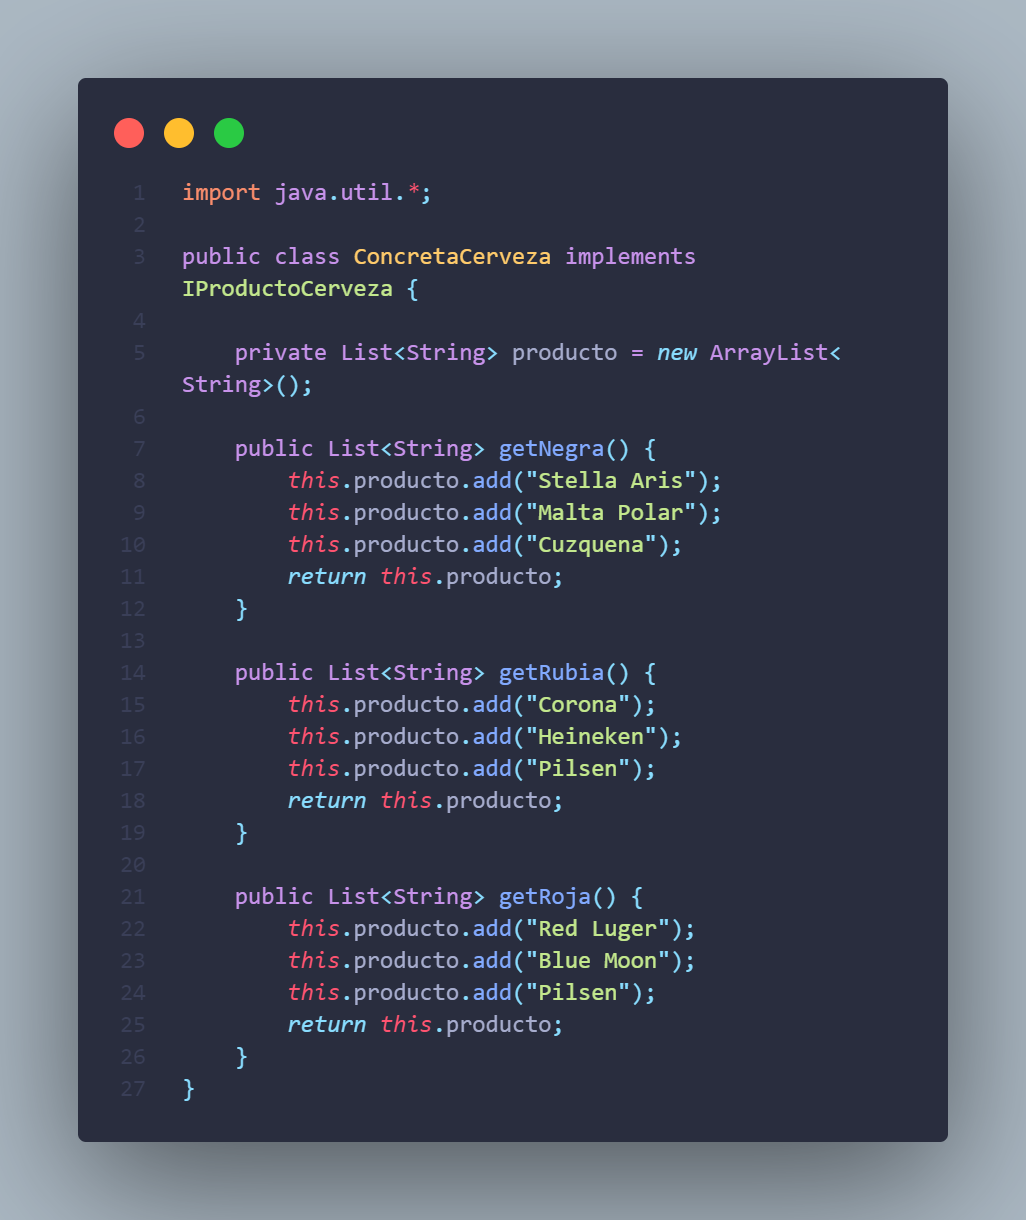 1 import java.util.*;
2
3 public class ConcretaCerveza implements
IProductoCerveza {
4
5     private List<String> producto = new ArrayList<
String>();
6
7     public List<String> getNegra() {
8         this.producto.add("Stella Aris");
9         this.producto.add("Malta Polar");
10         this.producto.add("Cuzquena");
11         return this.producto;
12     }
13
14     public List<String> getRubia() {
15         this.producto.add("Corona");
16         this.producto.add("Heineken");
17         this.producto.add("Pilsen");
18         return this.producto;
19     }
20
21     public List<String> getRoja() {
22         this.producto.add("Red Luger");
23         this.producto.add("Blue Moon");
24         this.producto.add("Pilsen");
25         return this.producto;
26     }
27 }